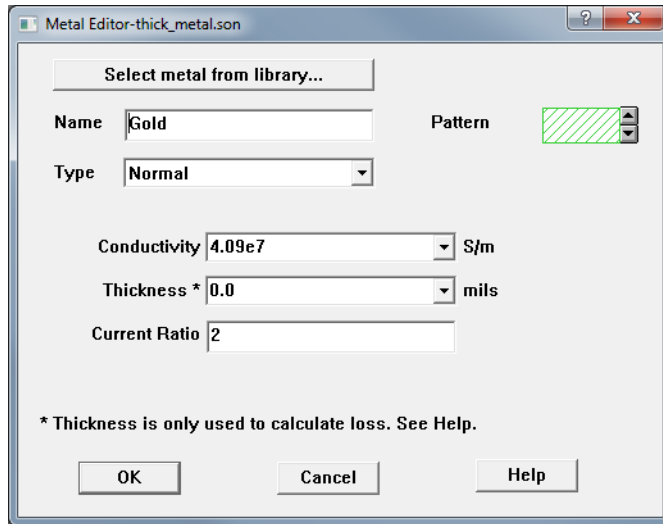 Metal Editor-thick_metal.son
Select metal from library...
Name Gold Pattern
Type Normal
Conductivity 4.09e7 S/m
Thickness * 0.0 mils
Current Ratio 2
* Thickness is only used to calculate loss. See Help.
OK Cancel Help